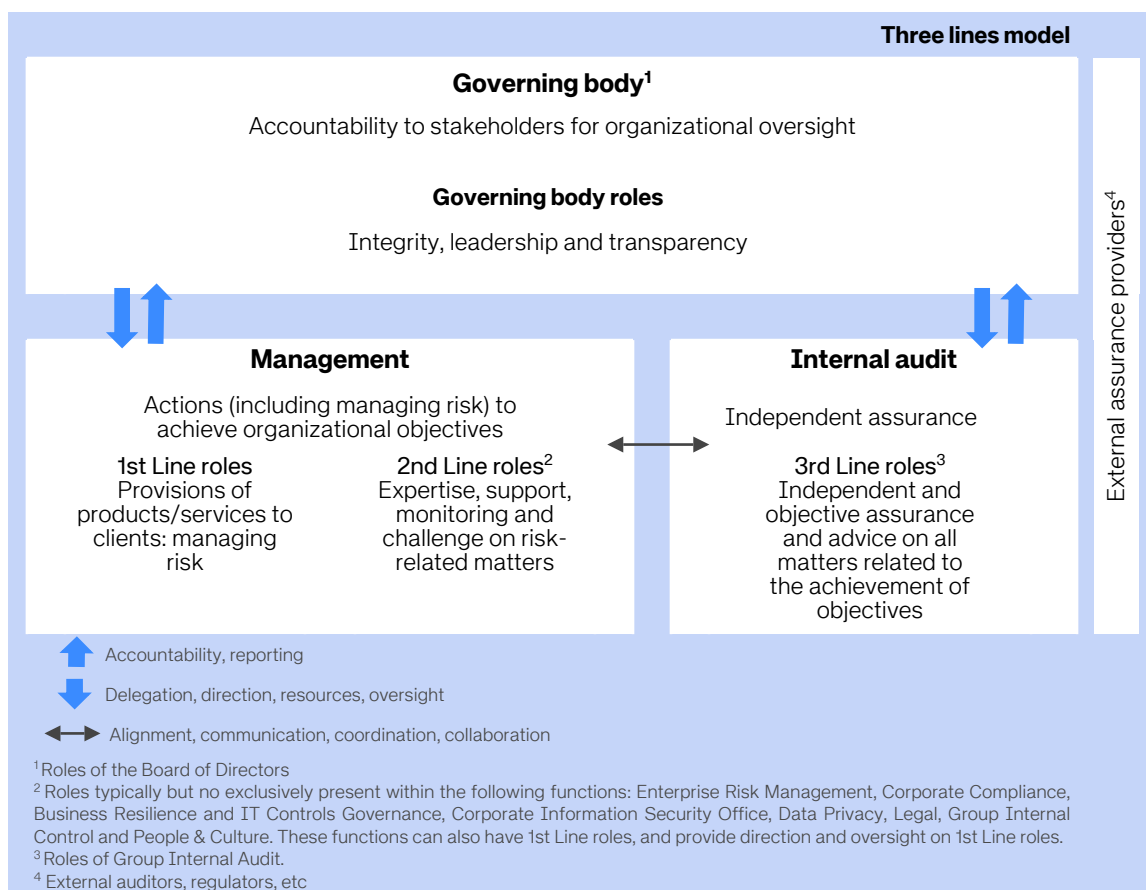 Three lines model
Governing body¹
Accountability to stakeholders for organizational oversight
Governing body roles
Integrity, leadership and transparency
External assurance providers⁴
Management
Actions (including managing risk) to
achieve organizational objectives
1st Line roles
Provisions of
products/services to
clients: managing
risk
2nd Line roles²
Expertise, support,
monitoring and
challenge on risk-
related matters
Internal audit
Independent assurance
3rd Line roles³
Independent and
objective assurance
and advice on all
matters related to
the achievement of
objectives
Accountability, reporting
Delegation, direction, resources, oversight
Alignment, communication, coordination, collaboration
¹ Roles of the Board of Directors
² Roles typically but no exclusively present within the following functions: Enterprise Risk Management, Corporate Compliance,
Business Resilience and IT Controls Governance, Corporate Information Security Office, Data Privacy, Legal, Group Internal
Control and People & Culture. These functions can also have 1st Line roles, and provide direction and oversight on 1st Line roles.
³ Roles of Group Internal Audit.
⁴ External auditors, regulators, etc